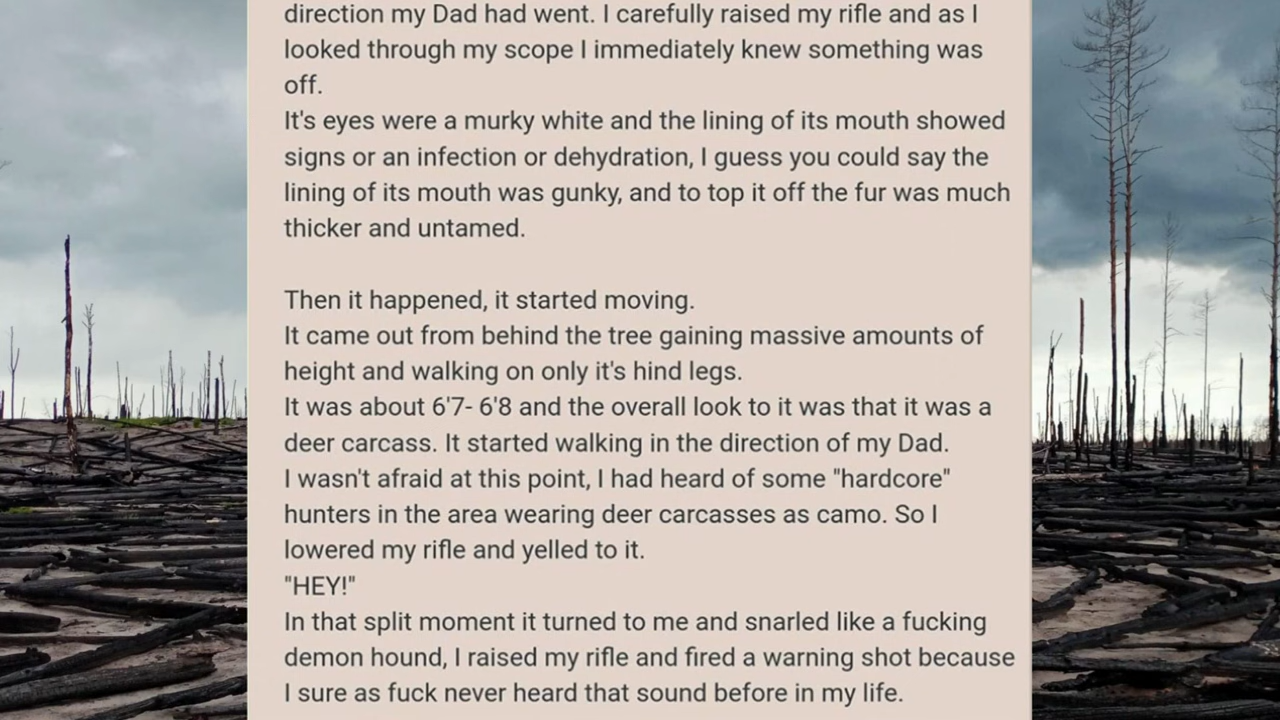 direction my Dad had went. I carefully raised my rifle and as I
looked through my scope I immediately knew something was
off.
It's eyes were a murky white and the lining of its mouth showed
signs or an infection or dehydration, I guess you could say the
lining of its mouth was gunky, and to top it off the fur was much
thicker and untamed.
Then it happened, it started moving.
It came out from behind the tree gaining massive amounts of
height and walking on only it's hind legs.
It was about 6'7- 6'8 and the overall look to it was that it was a
deer carcass. It started walking in the direction of my Dad.
I wasn't afraid at this point, I had heard of some "hardcore"
hunters in the area wearing deer carcasses as camo. So I
lowered my rifle and yelled to it.
"HEY!"
In that split moment it turned to me and snarled like a fucking
demon hound, I raised my rifle and fired a warning shot because
I sure as fuck never heard that sound before in my life.